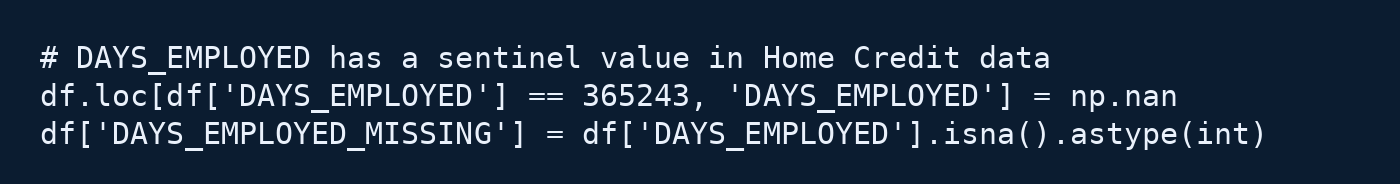 # DAYS_EMPLOYED has a sentinel value in Home Credit data
df.loc[df['DAYS_EMPLOYED'] == 365243, 'DAYS_EMPLOYED'] = np.nan
df['DAYS_EMPLOYED_MISSING'] = df['DAYS_EMPLOYED'].isna().astype(int)